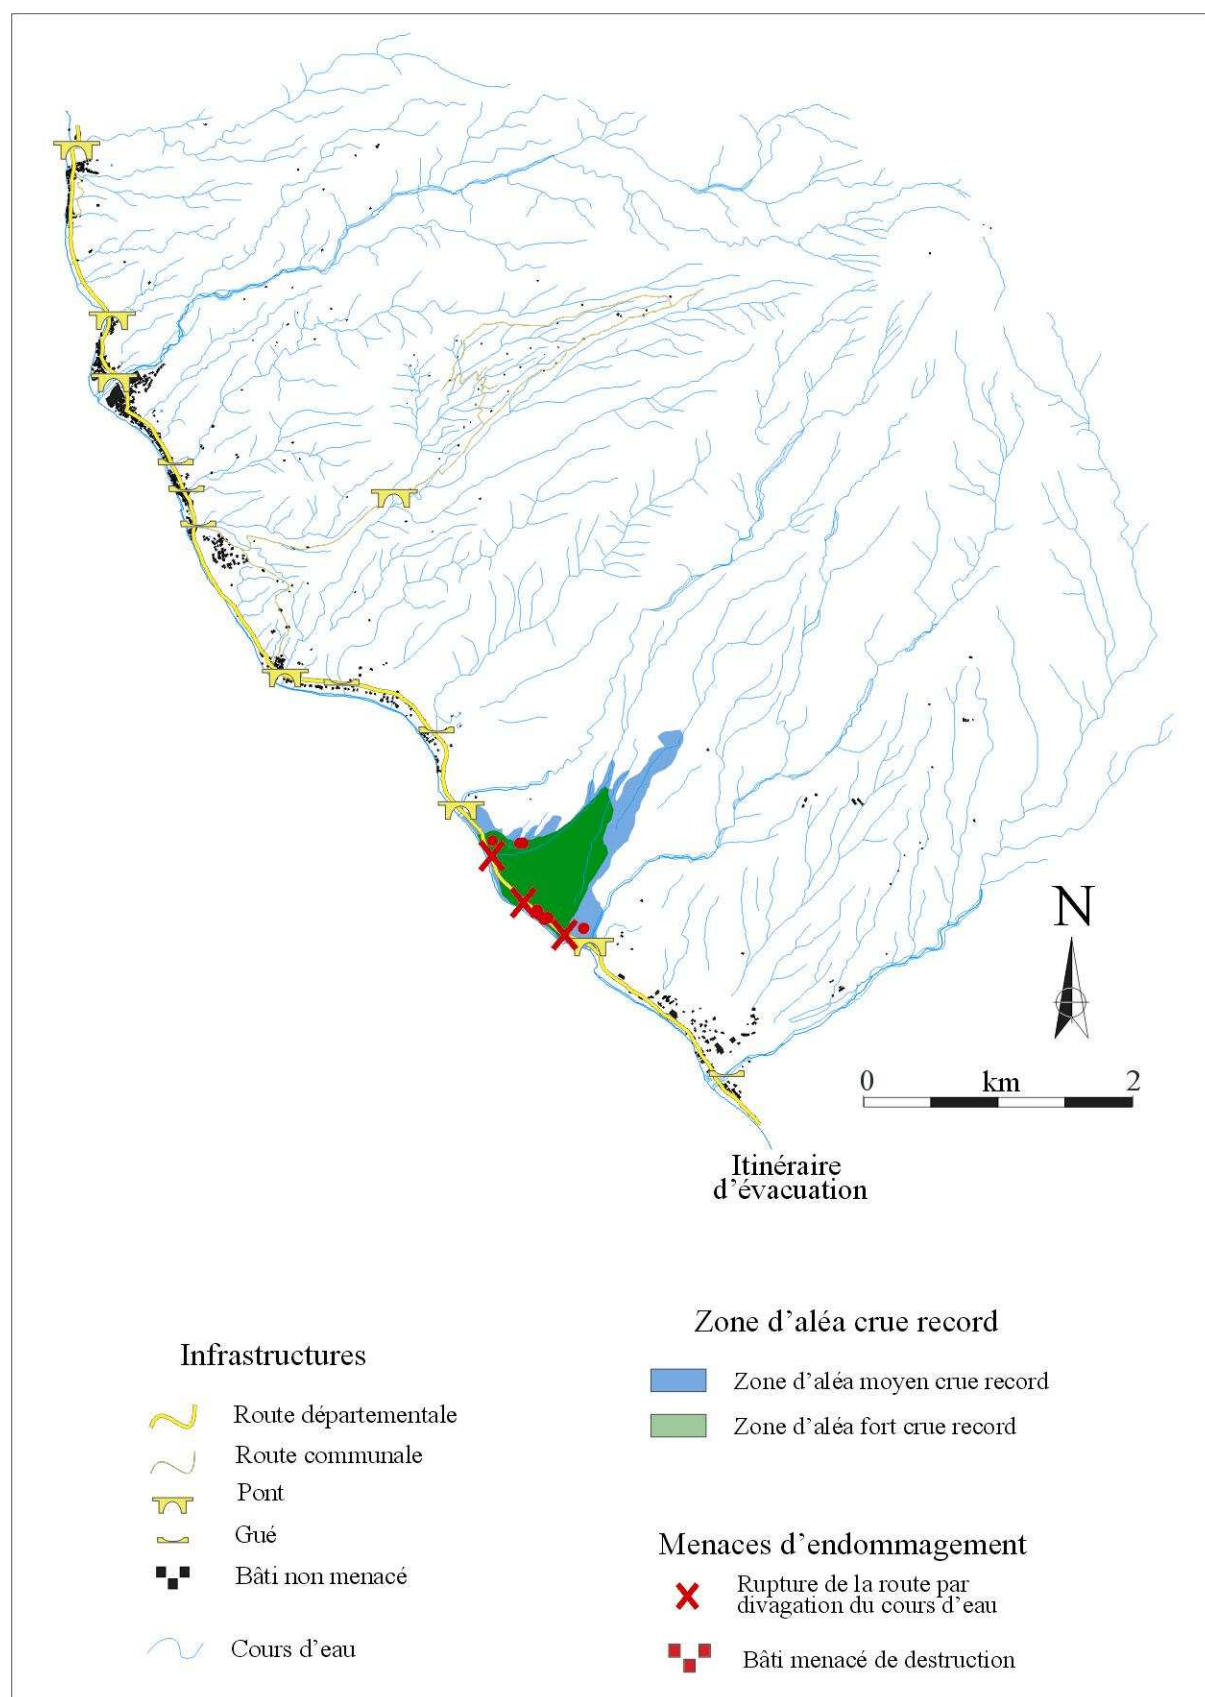 N
0 km 2
Itinéraire
d'évacuation
Infrastructures
Route départementale
Route communale
Pont
Gué
Bâti non menacé
Cours d'eau
Zone d'aléa crue record
Zone d'aléa moyen crue record
Zone d'aléa fort crue record
Menaces d'endommagement
Rupture de la route par
divagation du cours d'eau
Bâti menacé de destruction